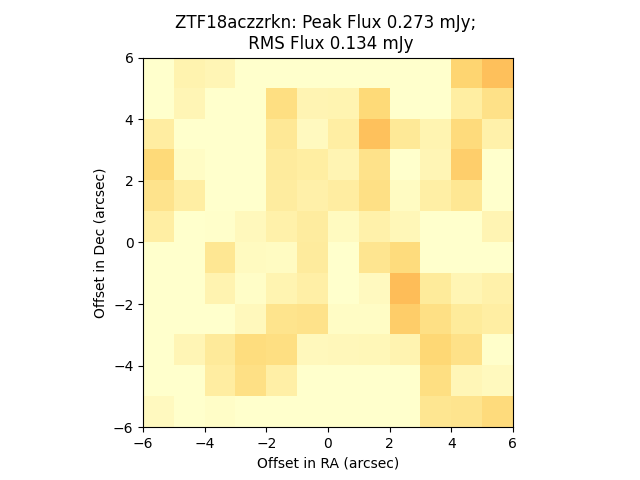 ZTF18aczzrkn: Peak Flux 0.273 mJy;
RMS Flux 0.134 mJy
6
4
2
0
−2
−4
−6
Offset in Dec (arcsec)
−6 −4 −2 0 2 4 6
Offset in RA (arcsec)